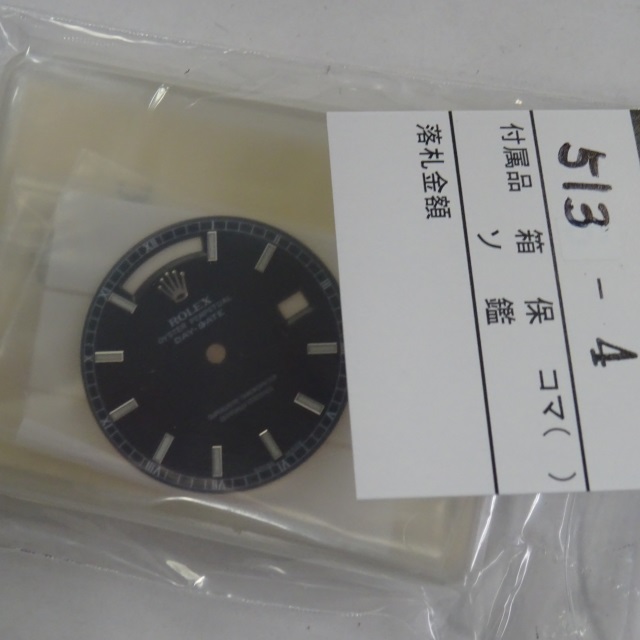 513-4
付属品 箱 保 コマ( )
ソ 鑑
落札金額
ROLEX
OYSTER PERPETUAL
DAY-DATE